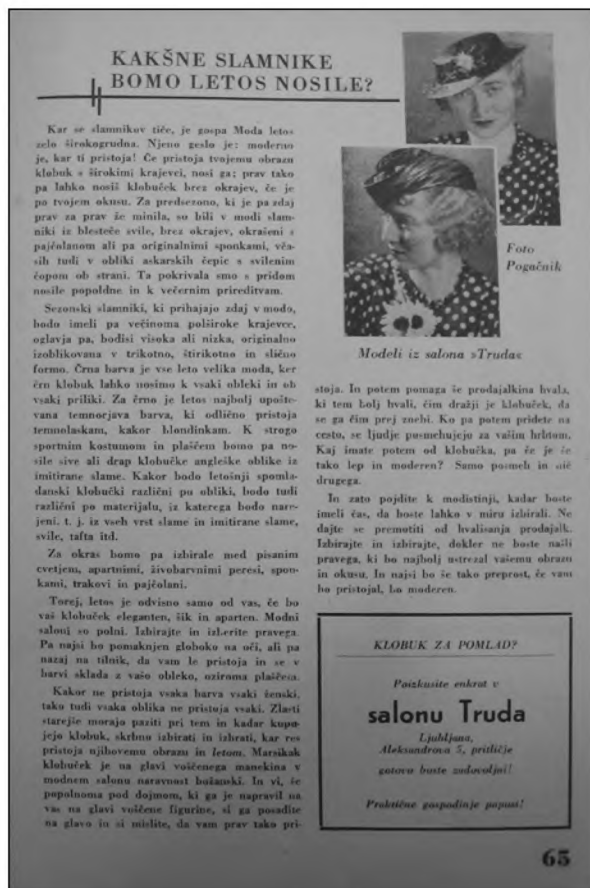 KAKŠNE SLAMNIKE
BOMO LETOS NOSILE?
Kar se slamnikov tiče, je gospa Moda letos
zelo širokogrudna. Njeno geslo je: moderno
je, kar ti pristoja! Če pristoja tvojemu obrazu
klobuk s širokimi krajevci, nosi ga; prav tako
pa lahko nosiš klobuček brez okrajev, če je
po tvojem okusu. Za predsezono, ki je pa zdaj
prav za prav že minila, so bili v modi slam-
niki iz blesteče svile, brez okrajev, okrašeni s
pajčolanom ali pa originalnimi sponkami, vča-
sih tudi v obliki askarskih čepic s svilenim
čopom ob strani. Ta pokrivala smo s pridom
nosile popoldne in k večernim prireditvam.
Sezonski slamniki, ki prihajajo zdaj v modo,
bodo imeli pa večinoma polširoke krajevce,
oglavja pa, bodisi visoka ali nizka, originalno
izoblikovana v trikotno, štirikotno in slično
formo. Črna barva je vse leto velika moda, ker
črn klobuk lahko nosimo k vsaki obleki in ob
vsaki priliki. Za črno je letos najbolj upošte-
vana temnorjava barva, ki odlično pristoja
temnolaskam, kakor blondinkam. K strogo
sportnim kostumom in plaščem bomo pa no-
sile sive ali drap klobučke angleške oblike iz
imitirane slame. Kakor bodo letošnji spomla-
danski klobučki različni po obliki, bodo tudi
različni po materijalu, iz katerega bodo nare-
jeni, t. j. iz vseh vrst slame in imitirane slame,
svile, tafta itd.
Za okras bomo pa izbirale med pisanim
cvetjem, apartnimi, živobarvnimi peresi, spon-
kami, trakovi in pajčolani.
Torej, letos je odvisno samo od vas, če bo
vaš klobuček eleganten, šik in aparten. Modni
saloni so polni. Izbirajte in izberite pravega.
Pa najsi bo pomaknjen globoko na oči, ali pa
nazaj na tilnik, da vam le pristoja in se v
barvi sklada z vašo obleko, oziroma plaščem.
Kakor ne pristoja vsaka barva vsaki ženski,
tako tudi vsaka oblika ne pristoja vsaki. Zlasti
starejše morajo paziti pri tem in kadar kupu-
jejo klobuk, skrbno izbirati in izbrati, kar res
pristoja njihovemu obrazu in letom. Marsikak
klobuček je na glavi voščenega manekina v
modnem salonu naravnost božanski. In vi, še
popolnoma pod dojmom, ki ga je napravil na
vas na glavi voščene figurine, si ga posadite
na glavo in si mislite, da vam prav tako pri-
Foto
Pogačnik
Modeli iz salona »Truda«
stoja. In potem pomaga še prodajalkina hvala,
ki tem bolj hvali, čim dražji je klobuček, da
se ga čim prej znebi. Ko pa potem pridete na
cesto, se ljudje posmehujejo za vašim hrbtom.
Kaj imate potem od klobučka, pa če je še
tako lep in moderen? Samo posmeh in nič
drugega.
In zato pojdite k modistinji, kadar boste
imeli čas, da boste lahko v miru izbirali. Ne
dajte se premotiti od hvalisanja prodajalk.
Izbirajte in izbirajte, dokler ne boste našli
pravega, ki bo najbolj ustrezal vašemu obrazu
in okusu. In najsi bo še tako preprost, če vam
bo pristojal, bo moderen.
KLOBUK ZA POMLAD?
Poizkusite enkrat v
salonu Truda
Ljubljana,
Aleksandrova 5, pritličje
gotovo boste zadovoljni!
Praktične gospodinje popust!
65